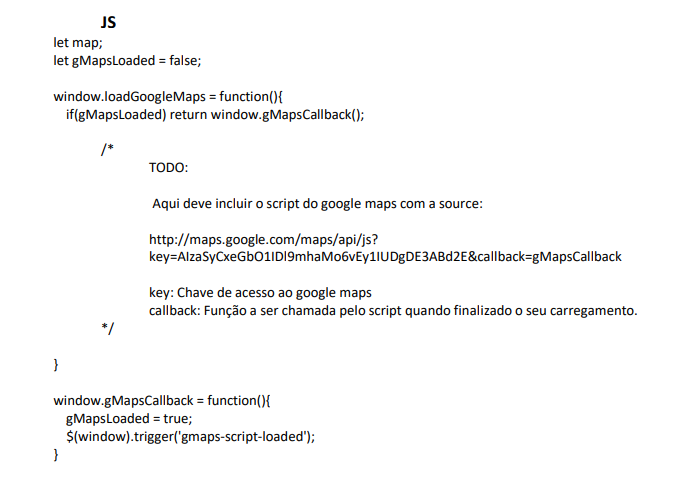 JS
let map;
let gMapsLoaded = false;
window.loadGoogleMaps = function(){
if(gMapsLoaded) return window.gMapsCallback();
/*
TODO:
Aqui deve incluir o script do google maps com a source:
http://maps.google.com/maps/api/js?
key=AIzaSyCxeGbO1IDl9mhaMo6vEy1IUDgDE3ABd2E&callback=gMapsCallback
key: Chave de acesso ao google maps
callback: Função a ser chamada pelo script quando finalizado o seu carregamento.
*/
}
window.gMapsCallback = function(){
gMapsLoaded = true;
$(window).trigger('gmaps-script-loaded');
}